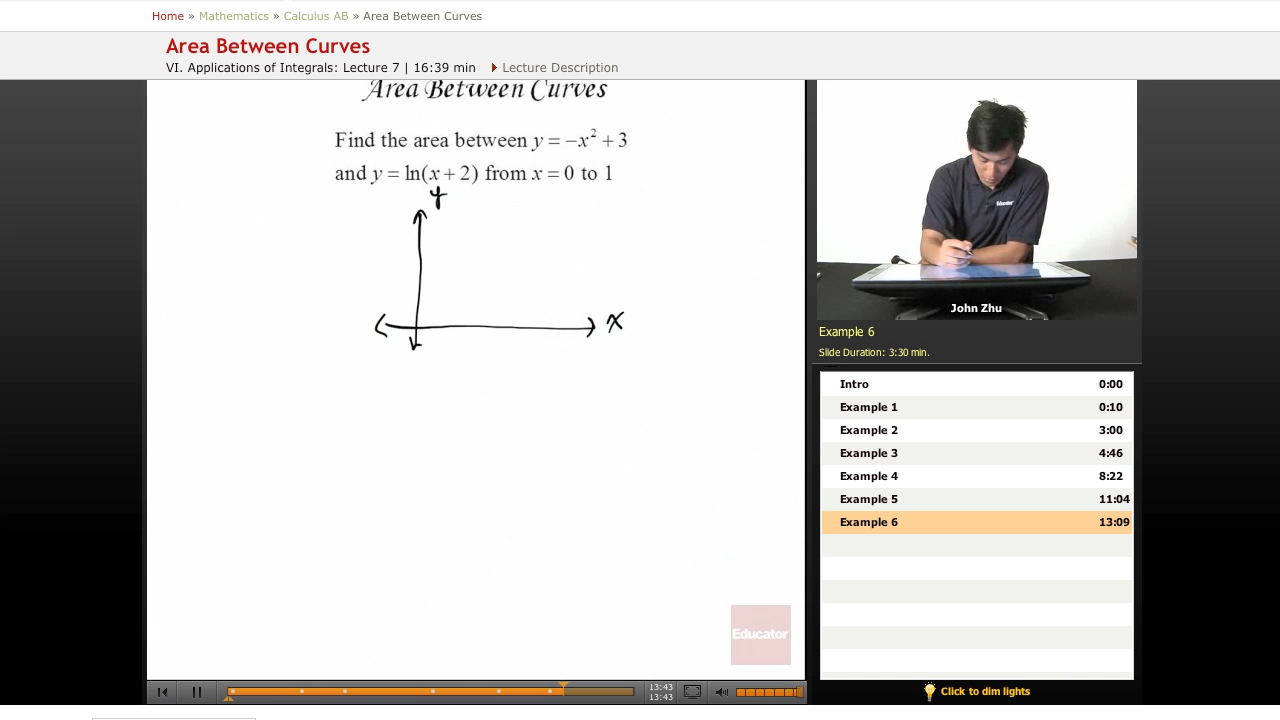 Home » Mathematics » Calculus AB » Area Between Curves
Area Between Curves
VI. Applications of Integrals: Lecture 7 | 16:39 min Lecture Description
Area Between Curves
Find the area between y = −x² + 3
and y = ln(x + 2) from x = 0 to 1
Y
X
Educator
Educator
John Zhu
Example 6
Slide Duration: 3:30 min.
Intro 0:00
Example 1 0:10
Example 2 3:00
Example 3 4:46
Example 4 8:22
Example 5 11:04
Example 6 13:09
13:43
13:43
Click to dim lights